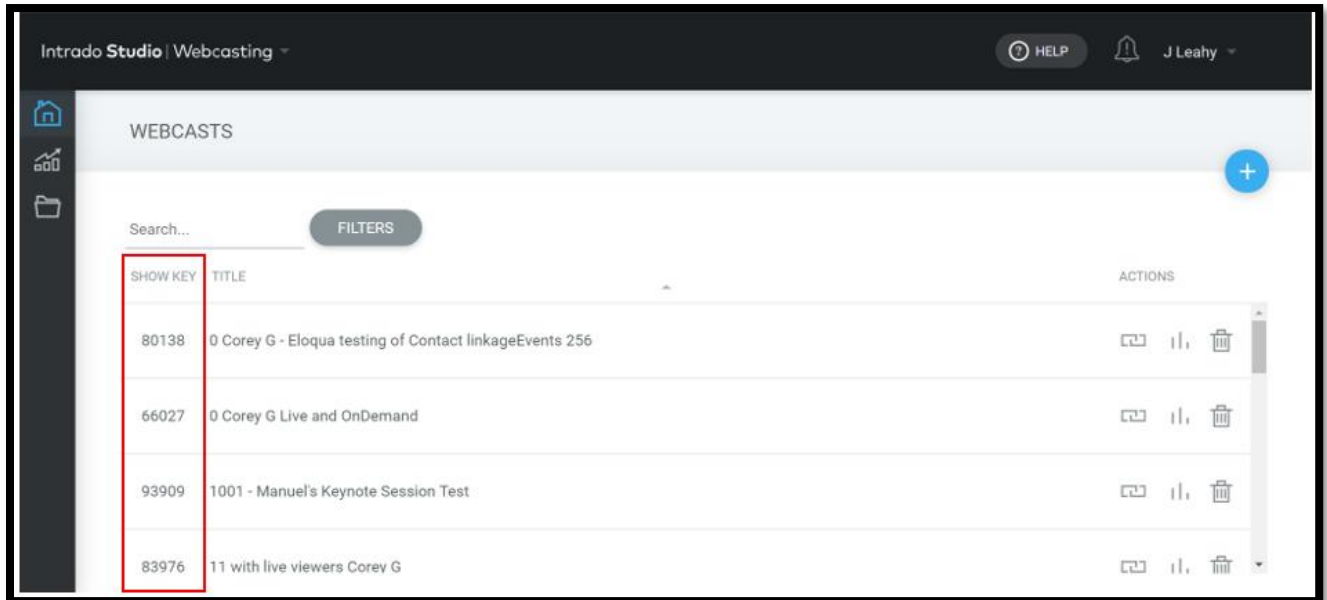 Intrado Studio | Webcasting
? HELP
J Leahy
WEBCASTS
+
Search...
FILTERS
SHOW KEY TITLE ACTIONS
80138 0 Corey G - Eloqua testing of Contact linkageEvents 256
66027 0 Corey G Live and OnDemand
93909 1001 - Manuel's Keynote Session Test
83976 11 with live viewers Corey G